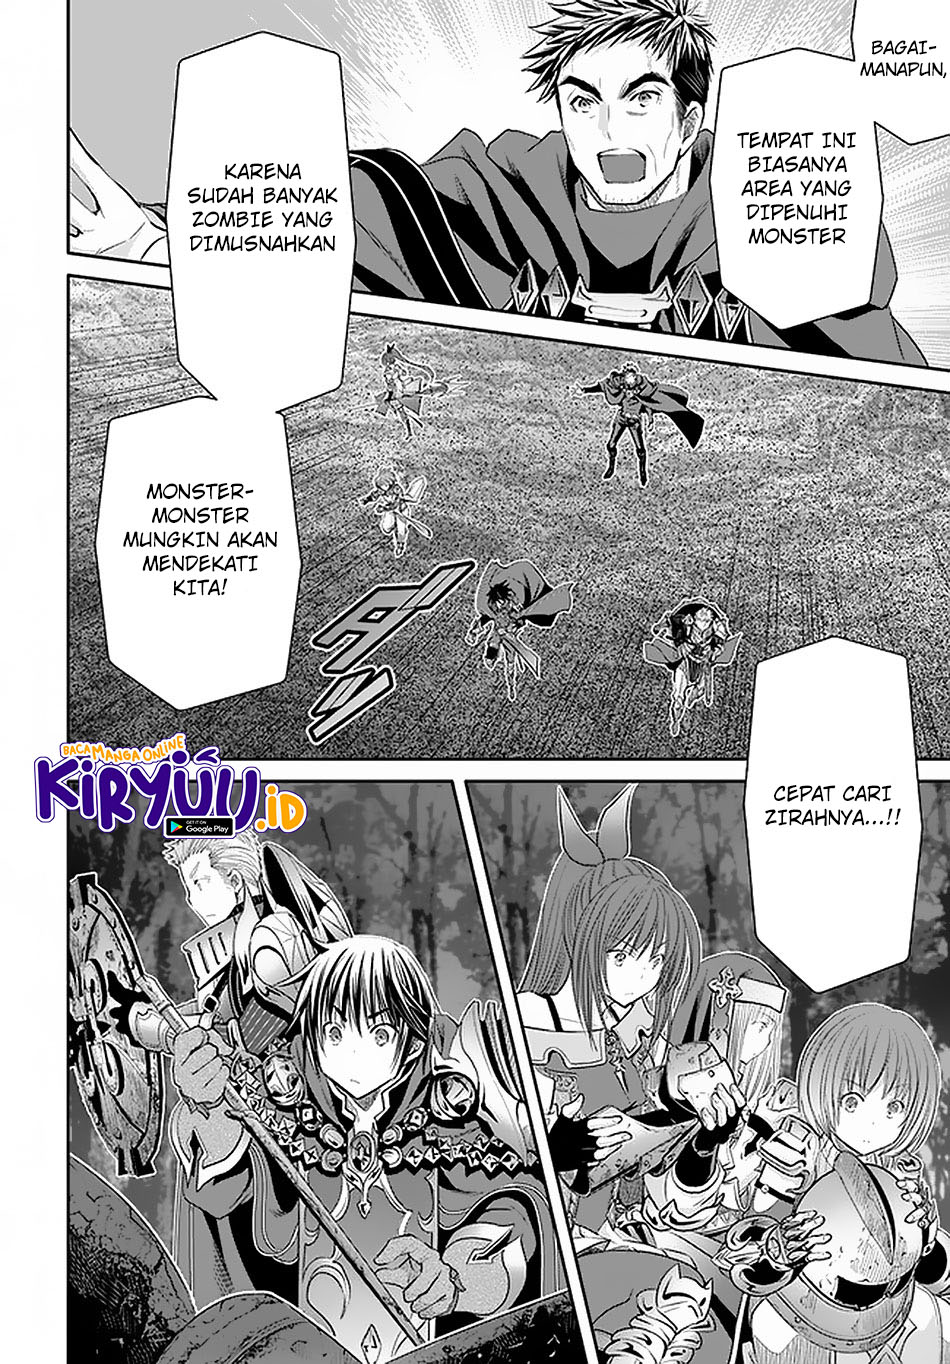 BAGAI-
MANAPUN,
TEMPAT INI
BIASANYA
AREA YANG
DIPENUHI
MONSTER
KARENA
SUDAH BANYAK
ZOMBIE YANG
DIMUSNAHKAN
MONSTER-
MONSTER
MUNGKIN AKAN
MENDEKATI
KITA!
BACA MANGA ONLINE
KIRYUU.ID
GET IT ON
Google Play
CEPAT CARI
ZIRAHNYA...!!